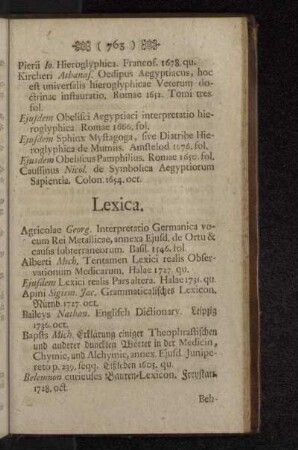 ( 763 )
Pierii Io. Hieroglyphica. Francof. 1678. qu.
Kircheri Athanas. Oedipus Aegyptiacus, hoc
est universalis hieroglyphicae Veterum do-
ctrinae instauratio. Romae 1652. Tomi tres.
fol.
Ejusdem Obelisci Aegyptiaci interpretatio hie-
roglyphica. Romae 1666. fol.
Ejusdem Sphinx Mystagoga, sive Diatribe Hie-
roglyphica de Mumiis. Amstelod. 1676. fol.
Ejusdem Obeliscus Pamphilius. Romae 1650. fol.
Caussinus Nicol. de Symbolica Aegyptiorum
Sapientia. Colon. 1654. oct.
Lexica.
Agricolae Georg. Interpretatio Germanica vo-
cum Rei Metallicae, annexa Ejusd. de Ortu &
causis subterraneorum. Basil. 1546. fol.
Alberti Mich. Tentamen Lexici realis Obser-
vationum Medicarum. Halae 1727. qu.
Ejusdem Lexici realis Pars altera. Halae 1731. qu.
Apini Sigism. Jac. Grammaticalisches Lexicon.
Nürnb. 1727. oct.
Baileys Nathan. Englisch Dictionary. Leipzig
1736. oct.
Bapsts Mich. Erklärung einiger Theophrastischen
und anderer dunckeln Wörter in der Medicin,
Chymie, und Alchymie, annex. Ejusd. Junipe-
reto p. 239. seqq. Eißleben 1605. qu.
Belemnon curieuses Bauren-Lexicon. Freystatt.
1728. oct.
Beh-